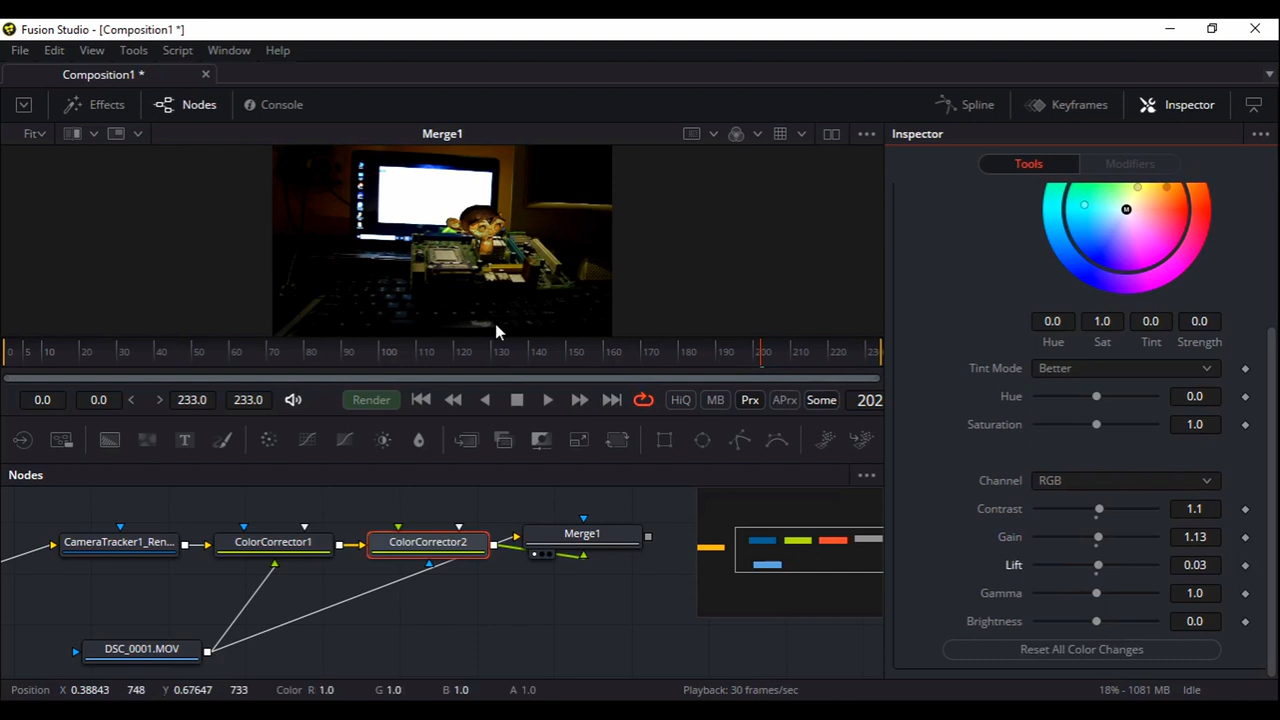 Fusion Studio - [Composition1 *]
File Edit View Tools Script Window Help
Composition1 *
Effects Nodes Console Spline Keyframes Inspector
Fit Merge1 Inspector
Tools Modifiers
0.0 1.0 0.0 0.0
Hue Sat Tint Strength
0 5 10 20 30 40 50 60 70 80 90 100 110 120 130 140 150 160 170 180 190 200 210 220 230
Tint Mode Better
0.0 0.0 233.0 233.0 Render HiQ MB Prx APrx Some 202
Hue 0.0
Saturation 1.0
Nodes
Channel RGB
Contrast 1.1
Gain 1.13
Lift 0.03
Gamma 1.0
Brightness 0.0
Reset All Color Changes
CameraTracker1_Ren... ColorCorrector1 ColorCorrector2 Merge1
DSC_0001.MOV
Position X 0.38843 748 Y 0.67647 733 Color R 1.0 G 1.0 B 1.0 A 1.0 Playback: 30 frames/sec 18% - 1081 MB Idle